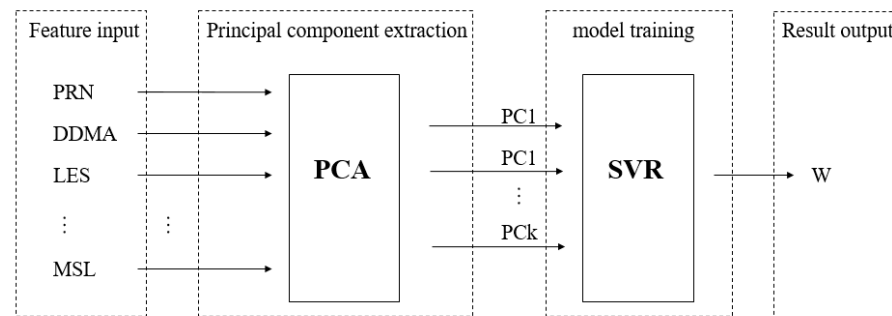 Feature input
Principal component extraction
model training
Result output
PRN
DDMA
LES
⋮
MSL
⋮
PCA
PC1
PC1
⋮
PCk
SVR
W